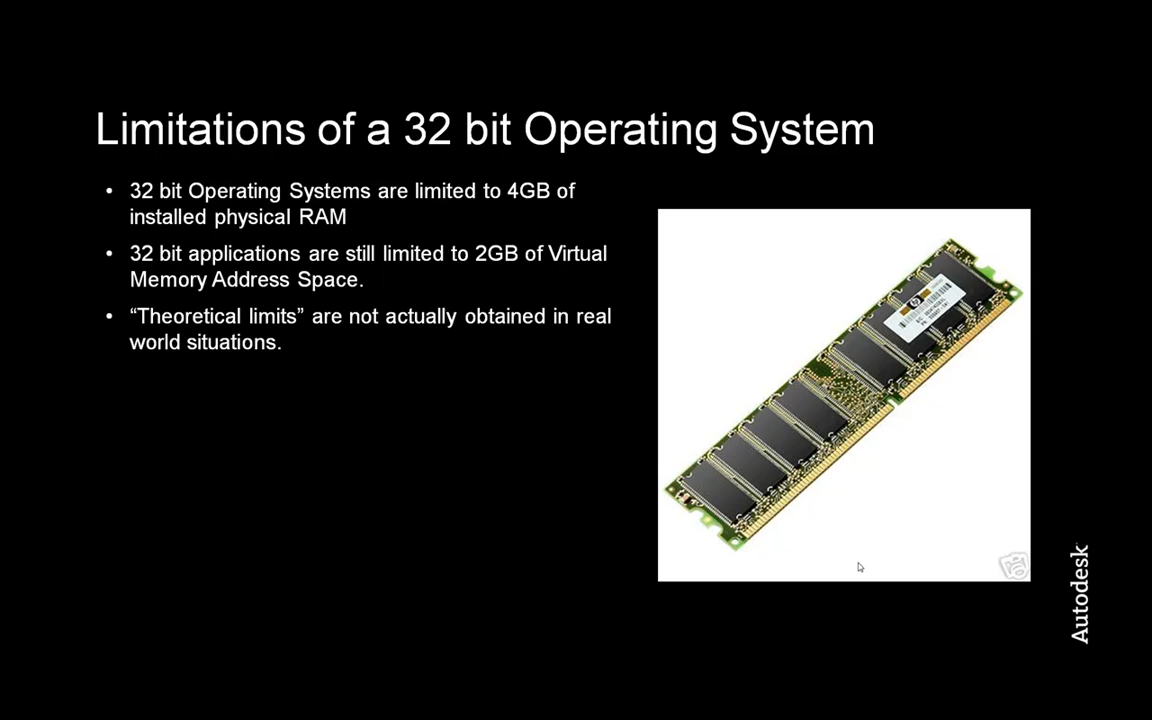 Limitations of a 32 bit Operating System
• 32 bit Operating Systems are limited to 4GB of
installed physical RAM
• 32 bit applications are still limited to 2GB of Virtual
Memory Address Space.
• “Theoretical limits” are not actually obtained in real
world situations.
hp
Autodesk